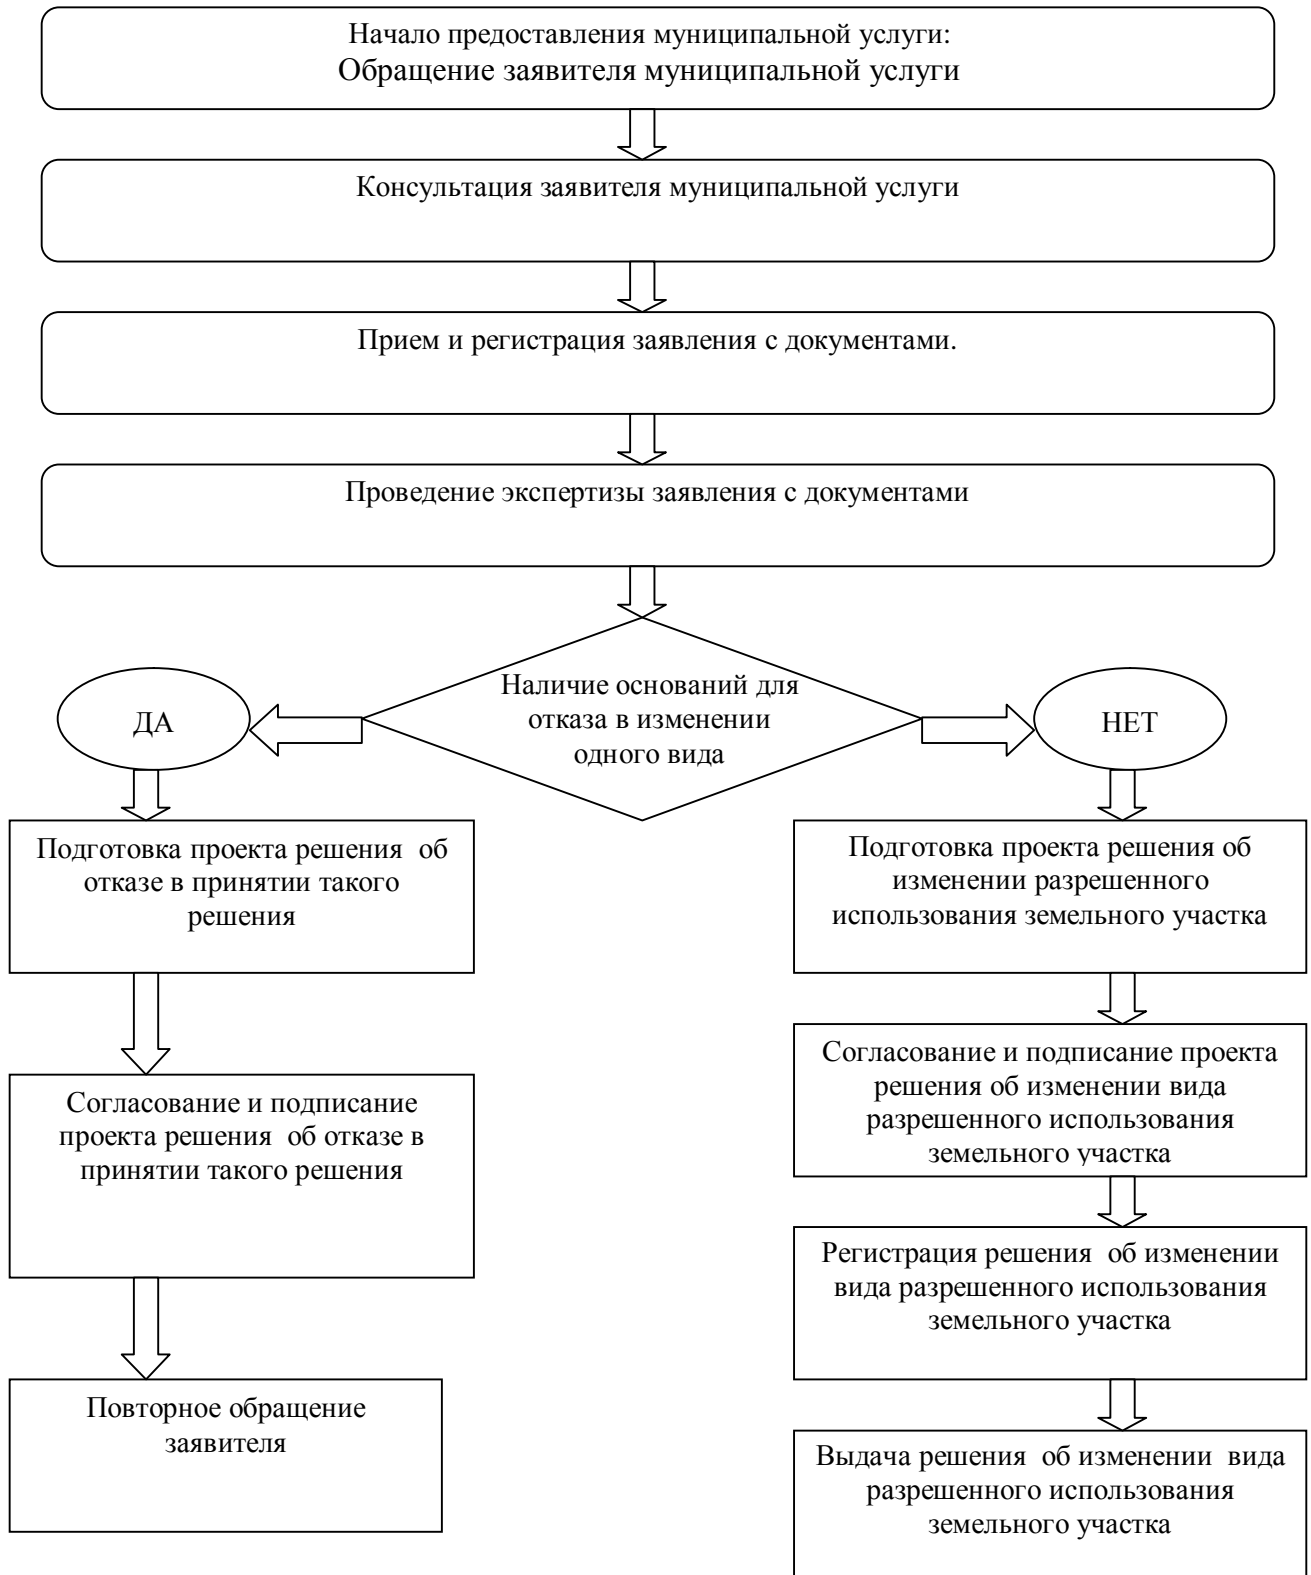 Начало предоставления муниципальной услуги:
Обращение заявителя муниципальной услуги
Консультация заявителя муниципальной услуги
Прием и регистрация заявления с документами.
Проведение экспертизы заявления с документами
Наличие оснований для
отказа в изменении
одного вида
ДА
НЕТ
Подготовка проекта решения об
отказе в принятии такого
решения
Согласование и подписание
проекта решения об отказе в
принятии такого решения
Повторное обращение
заявителя
Подготовка проекта решения об
изменении разрешенного
использования земельного участка
Согласование и подписание проекта
решения об изменении вида
разрешенного использования
земельного участка
Регистрация решения об изменении
вида разрешенного использования
земельного участка
Выдача решения об изменении вида
разрешенного использования
земельного участка